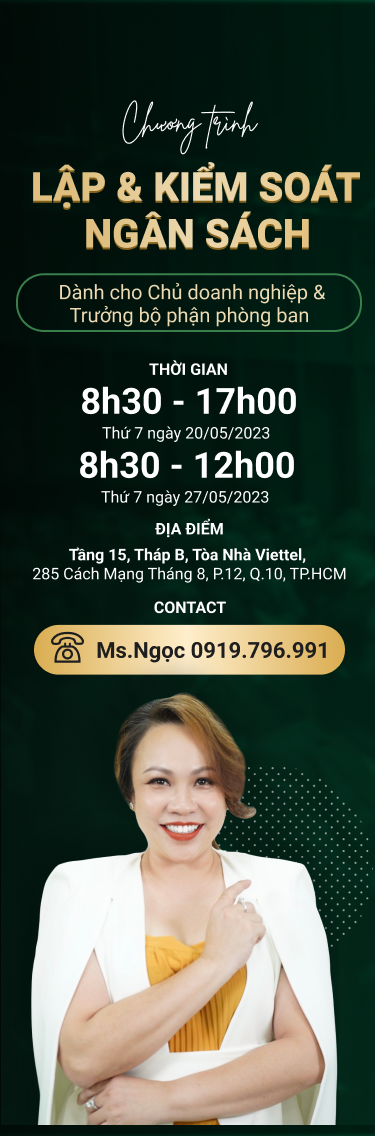 Chương trình
LẬP & KIỂM SOÁT
NGÂN SÁCH
Dành cho Chủ doanh nghiệp &
Trưởng bộ phận phòng ban
THỜI GIAN
8h30 - 17h00
Thứ 7 ngày 20/05/2023
8h30 - 12h00
Thứ 7 ngày 27/05/2023
ĐỊA ĐIỂM
Tầng 15, Tháp B, Tòa Nhà Viettel,
285 Cách Mạng Tháng 8, P.12, Q.10, TP.HCM
CONTACT
Ms.Ngọc 0919.796.991